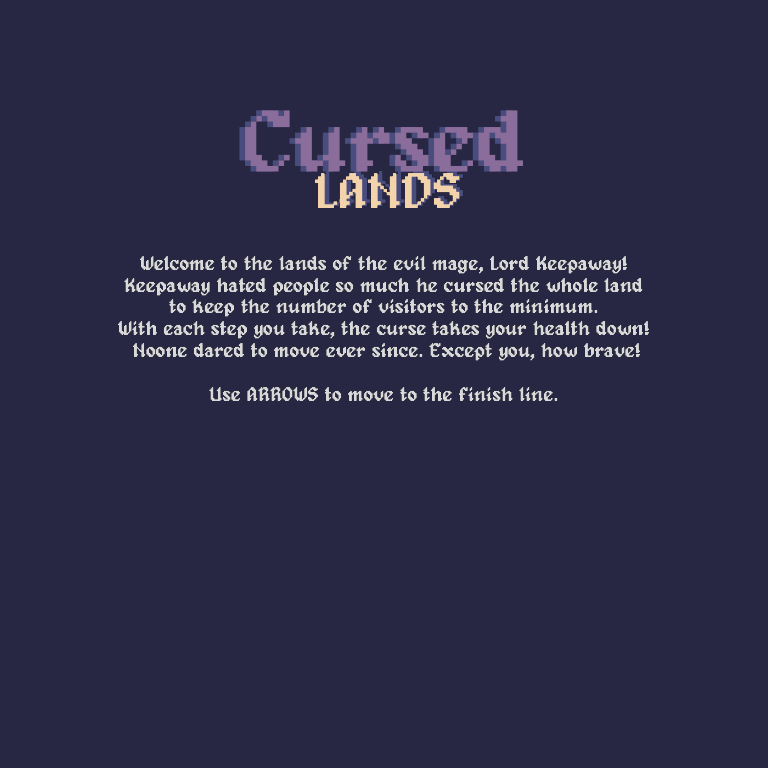 Cursed
LANDS
Welcome to the lands of the evil mage, Lord Keepaway!
Keepaway hated people so much he cursed the whole land
to keep the number of visitors to the minimum.
With each step you take, the curse takes your health down!
Noone dared to move ever since. Except you, how brave!
Use ARROWS to move to the finish line.